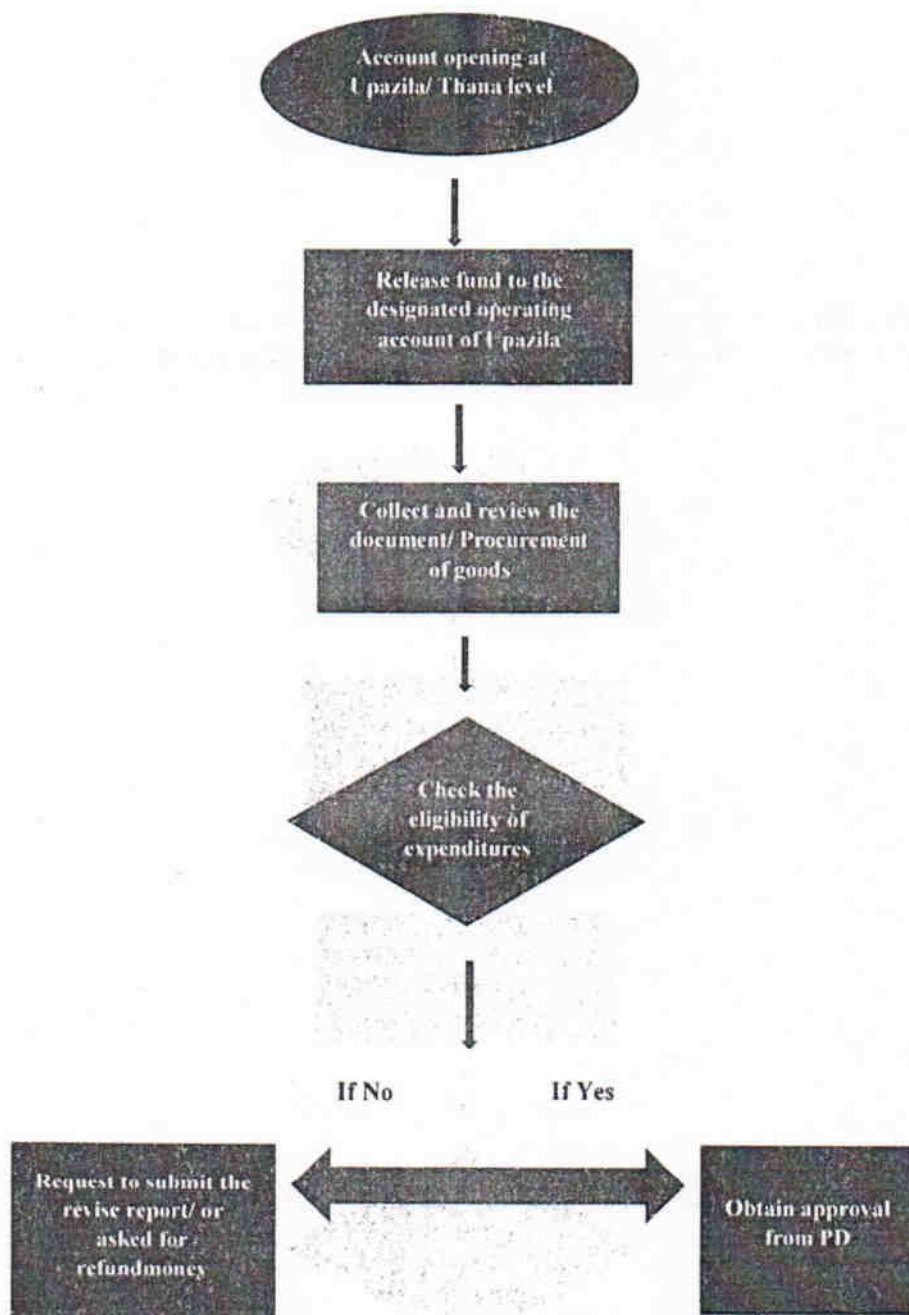 Account opening at
Upazila/ Thana level
Release fund to the
designated operating
account of Upazila
Collect and review the
document/ Procurement
of goods
Check the
eligibility of
expenditures
If No
If Yes
Request to submit the
revise report/ or
asked for
refundmoney
Obtain approval
from PD